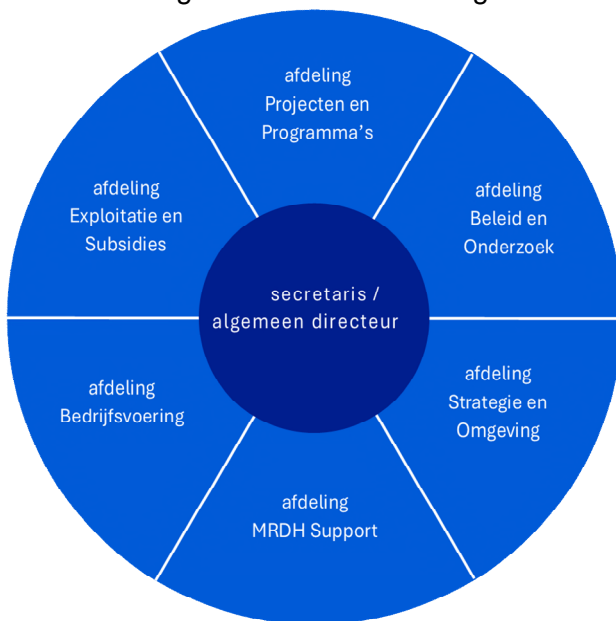 afdeling
Projecten en
Programma's
afdeling
Exploitatie en
Subsidies
afdeling
Beleid en
Onderzoek
secretaris /
algemeen directeur
afdeling
Bedrijfsvoering
afdeling
Strategie en
Omgeving
afdeling
MRDH Support